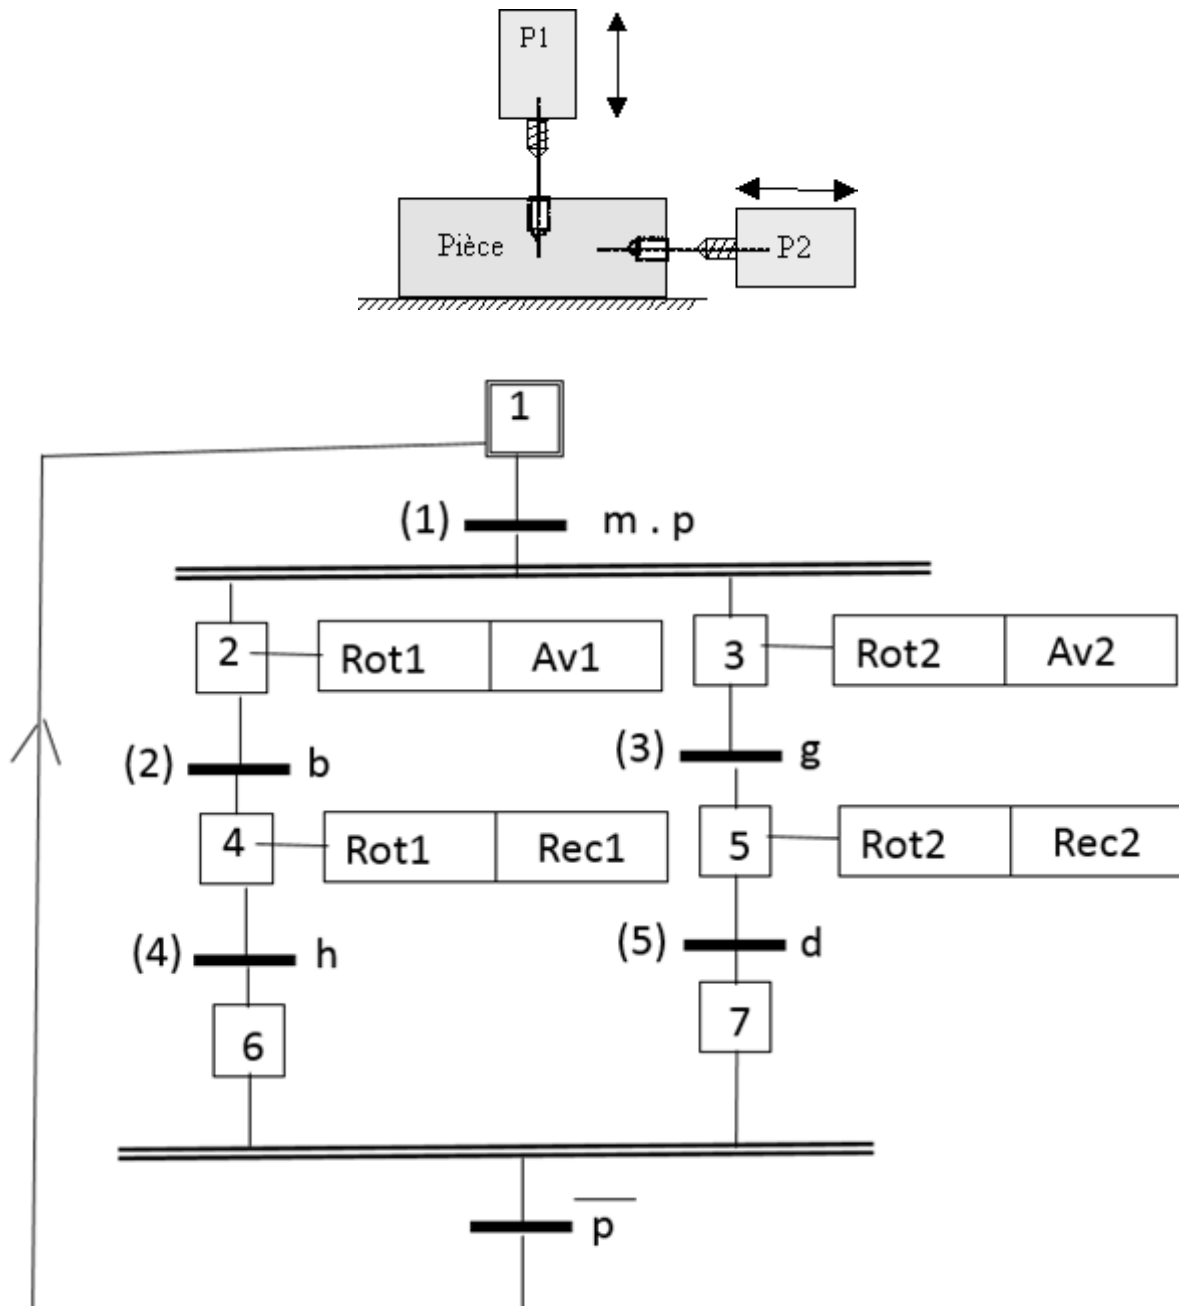 P1
Pièce
P2
1
(1) m . p
2 Rot1 Av1
3 Rot2 Av2
(2) b
(3) g
4 Rot1 Rec1
5 Rot2 Rec2
(4) h
(5) d
6
7
p̅